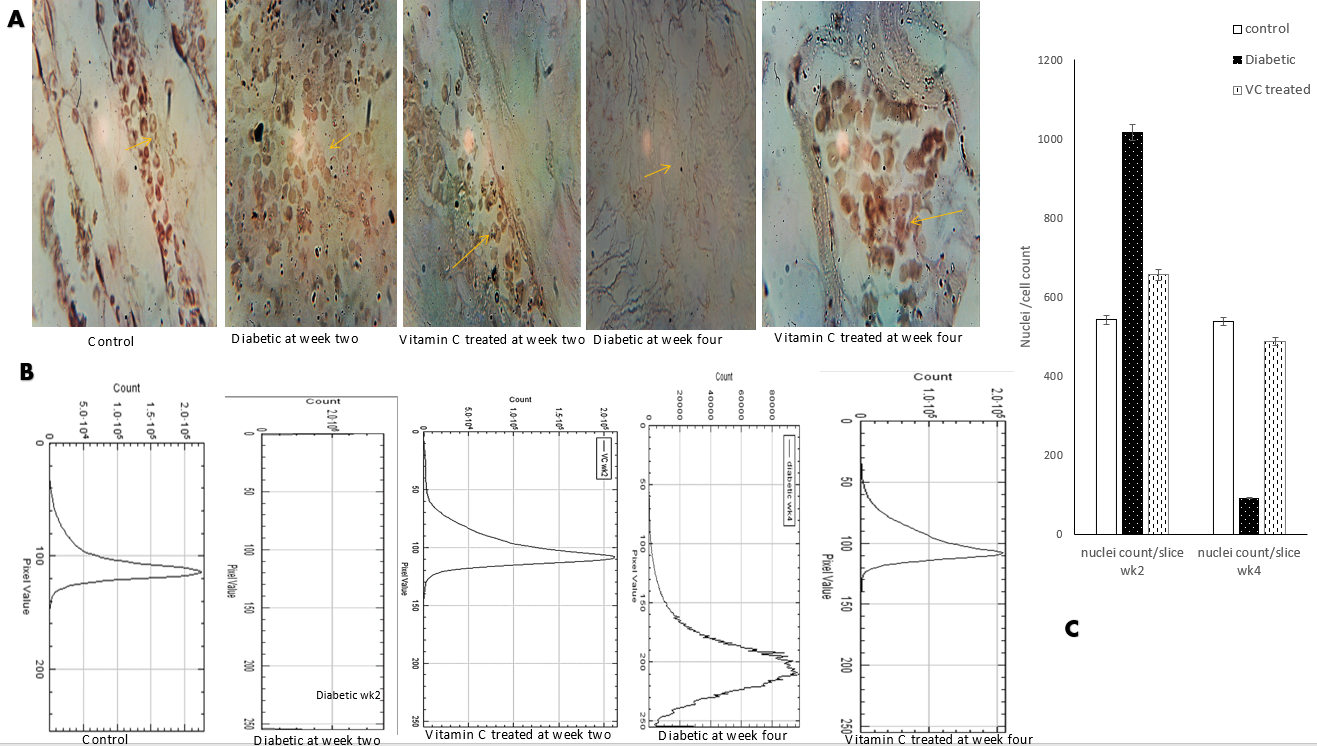 A
Control
Diabetic at week two
Vitamin C treated at week two
Diabetic at week four
Vitamin C treated at week four
B
Count
0
5.0·10⁴
1.0·10⁵
1.5·10⁵
2.0·10⁵
0
100
200
Pixel Value
Control
Count
2.0·10⁶
0
50
100
150
200
250
Pixel Value
Diabetic wk2
Diabetic at week two
Count
0
5.0·10⁴
1.0·10⁵
1.5·10⁵
2.0·10⁵
VC wk2
50
100
150
200
250
Pixel Value
Vitamin C treated at week two
Count
0
20000
40000
60000
80000
diabetic wk4
0
50
100
150
200
250
Pixel Value
Diabetic at week four
Count
0
1.0·10⁵
2.0·10⁵
0
50
100
150
200
250
Pixel Value
Vitamin C treated at week four
control
Diabetic
VC treated
1200
1000
800
600
400
200
0
Nuclei /cell count
nuclei count/slice
wk2
nuclei count/slice
wk4
C